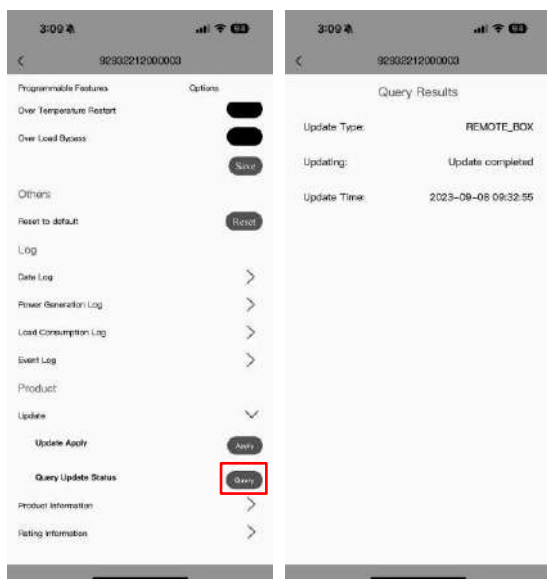 3:09
92932212000003
Programmable Features Options
Over Temperature Restart
Over Load Bypass
Save
Others
Reset to default Reset
Log
Data Log
Power Generation Log
Load Consumption Log
Event Log
Product
Update
Update Apply Apply
Query Update Status Query
Product Information
Rating Information
3:09
92932212000003
Query Results
Update Type: REMOTE_BOX
Updating: Update completed
Update Time: 2023-09-08 09:32:55